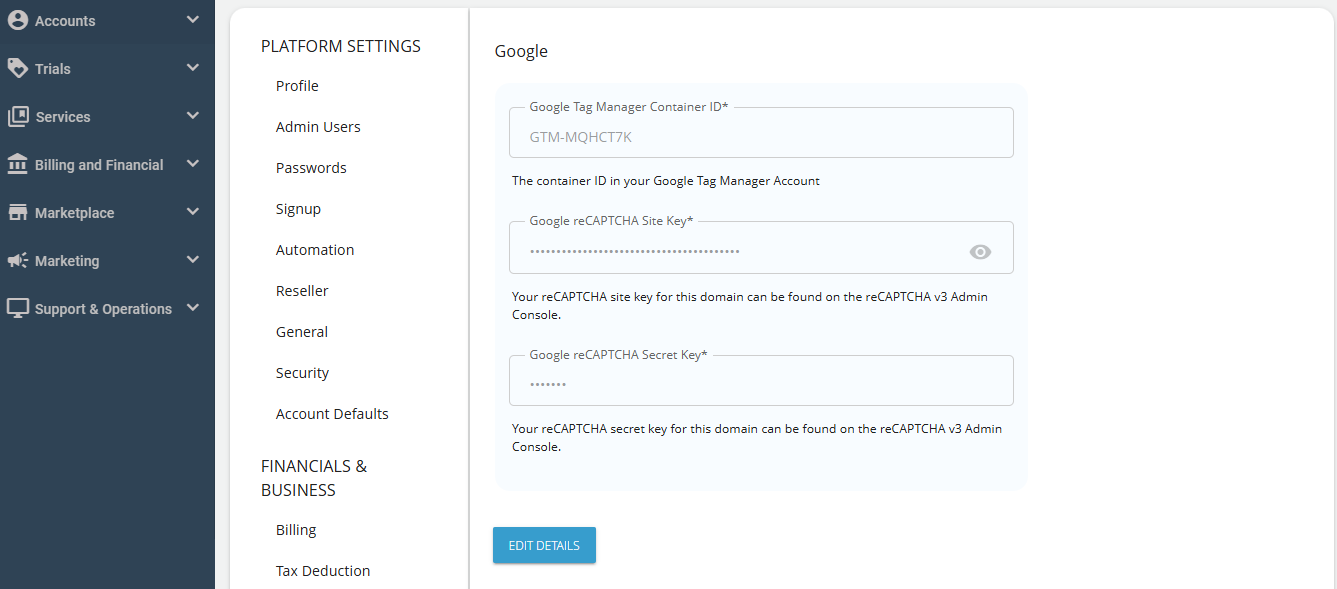 Accounts
Trials
Services
Billing and Financial
Marketplace
Marketing
Support & Operations
PLATFORM SETTINGS
Profile
Admin Users
Passwords
Signup
Automation
Reseller
General
Security
Account Defaults
FINANCIALS &
BUSINESS
Billing
Tax Deduction
Google
Google Tag Manager Container ID*
GTM-MQHCT7K
The container ID in your Google Tag Manager Account
Google reCAPTCHA Site Key*
••••••••••••••••••••••••••••••••••••••••
Your reCAPTCHA site key for this domain can be found on the reCAPTCHA v3 Admin
Console.
Google reCAPTCHA Secret Key*
•••••••
Your reCAPTCHA secret key for this domain can be found on the reCAPTCHA v3 Admin
Console.
EDIT DETAILS